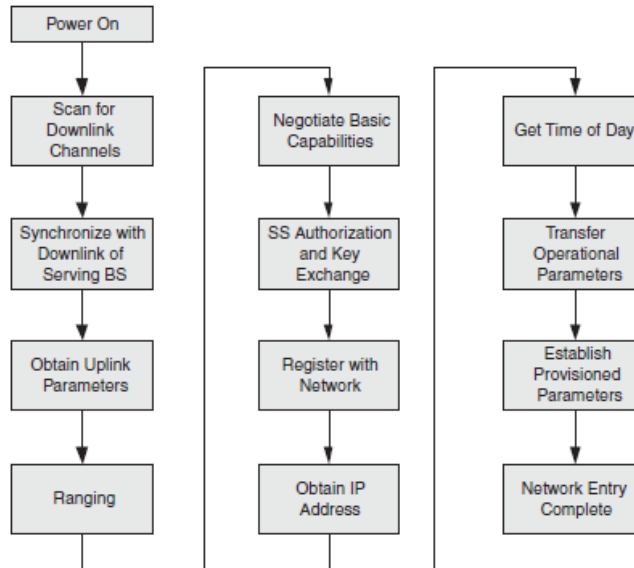 Power On
Scan for
Downlink
Channels
Synchronize with
Downlink of
Serving BS
Obtain Uplink
Parameters
Ranging
Negotiate Basic
Capabilities
SS Authorization
and Key
Exchange
Register with
Network
Obtain IP
Address
Get Time of Day
Transfer
Operational
Parameters
Establish
Provisioned
Parameters
Network Entry
Complete